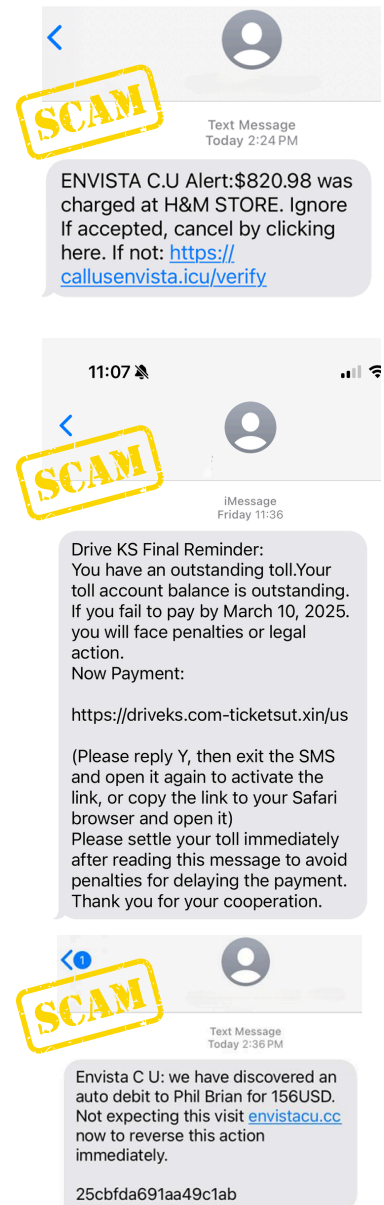 SCAM
Text Message
Today 2:24 PM
ENVISTA C.U Alert:$820.98 was
charged at H&M STORE. Ignore
If accepted, cancel by clicking
here. If not: https://
callusenvista.icu/verify
11:07
SCAM
iMessage
Friday 11:36
Drive KS Final Reminder:
You have an outstanding toll.Your
toll account balance is outstanding.
If you fail to pay by March 10, 2025.
you will face penalties or legal
action.
Now Payment:
https://driveks.com-ticketsut.xin/us
(Please reply Y, then exit the SMS
and open it again to activate the
link, or copy the link to your Safari
browser and open it)
Please settle your toll immediately
after reading this message to avoid
penalties for delaying the payment.
Thank you for your cooperation.
1
SCAM
Text Message
Today 2:36 PM
Envista C U: we have discovered an
auto debit to Phil Brian for 156USD.
Not expecting this visit envistacu.cc
now to reverse this action
immediately.
25cbfda691aa49c1ab